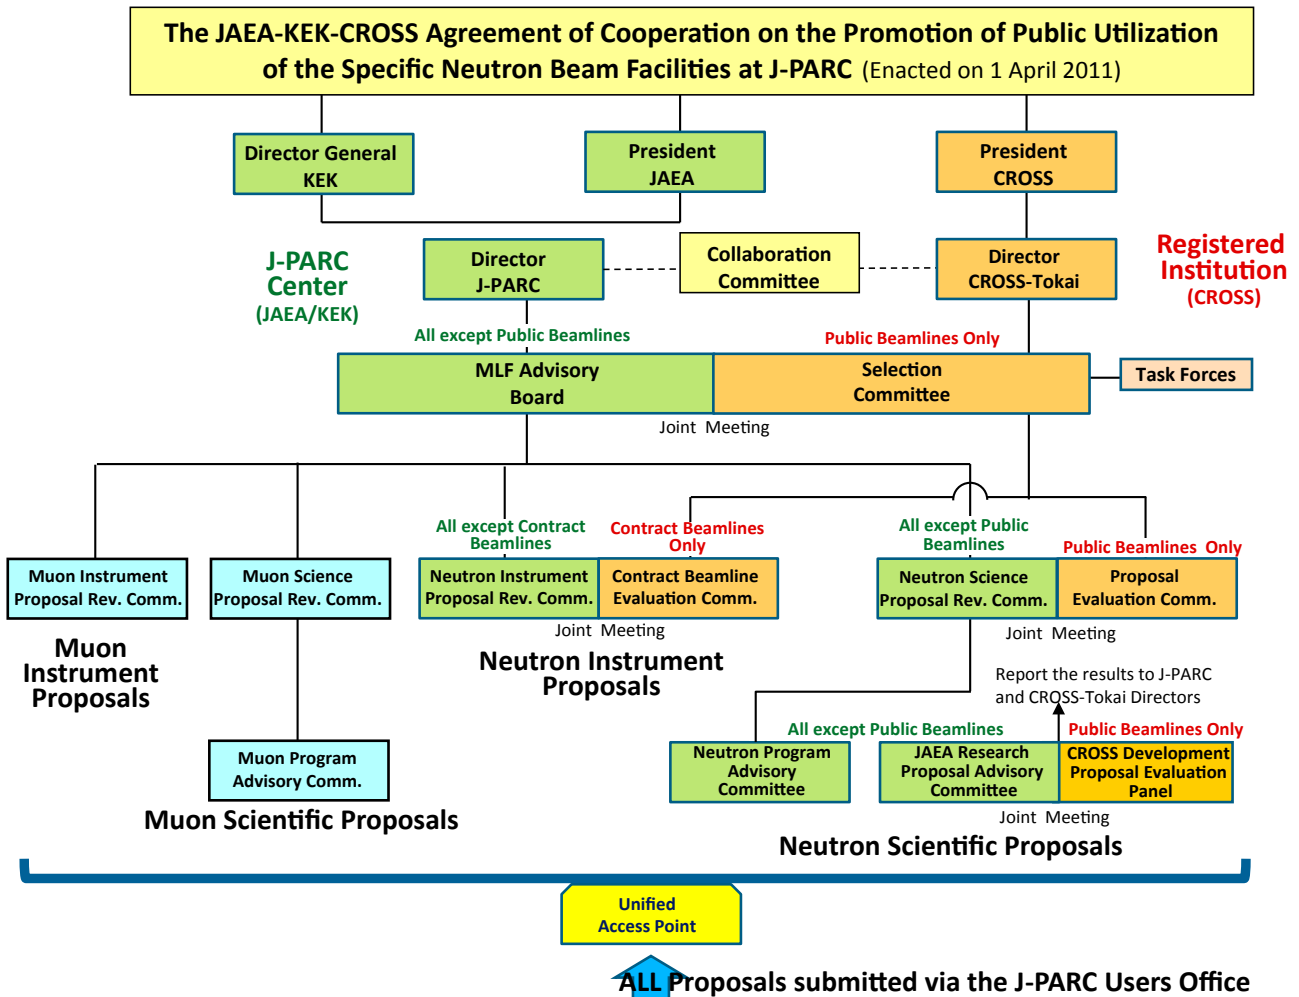 The JAEA-KEK-CROSS Agreement of Cooperation on the Promotion of Public Utilization
of the Specific Neutron Beam Facilities at J-PARC (Enacted on 1 April 2011)
Director General
KEK
President
JAEA
President
CROSS
J-PARC
Center
(JAEA/KEK)
Director
J-PARC
Collaboration
Committee
Director
CROSS-Tokai
Registered
Institution
(CROSS)
All except Public Beamlines
Public Beamlines Only
MLF Advisory
Board
Selection
Committee
Task Forces
Joint Meeting
All except Contract
Beamlines
Contract Beamlines
Only
All except Public
Beamlines
Public Beamlines Only
Muon Instrument
Proposal Rev. Comm.
Muon Science
Proposal Rev. Comm.
Neutron Instrument
Proposal Rev. Comm.
Contract Beamline
Evaluation Comm.
Neutron Science
Proposal Rev. Comm.
Proposal
Evaluation Comm.
Joint Meeting
Joint Meeting
Muon
Instrument
Proposals
Neutron Instrument
Proposals
Report the results to J-PARC
and CROSS-Tokai Directors
All except Public Beamlines
Public Beamlines Only
Muon Program
Advisory Comm.
Neutron Program
Advisory
Committee
JAEA Research
Proposal Advisory
Committee
CROSS Development
Proposal Evaluation
Panel
Joint Meeting
Muon Scientific Proposals
Neutron Scientific Proposals
Unified
Access Point
ALL Proposals submitted via the J-PARC Users Office